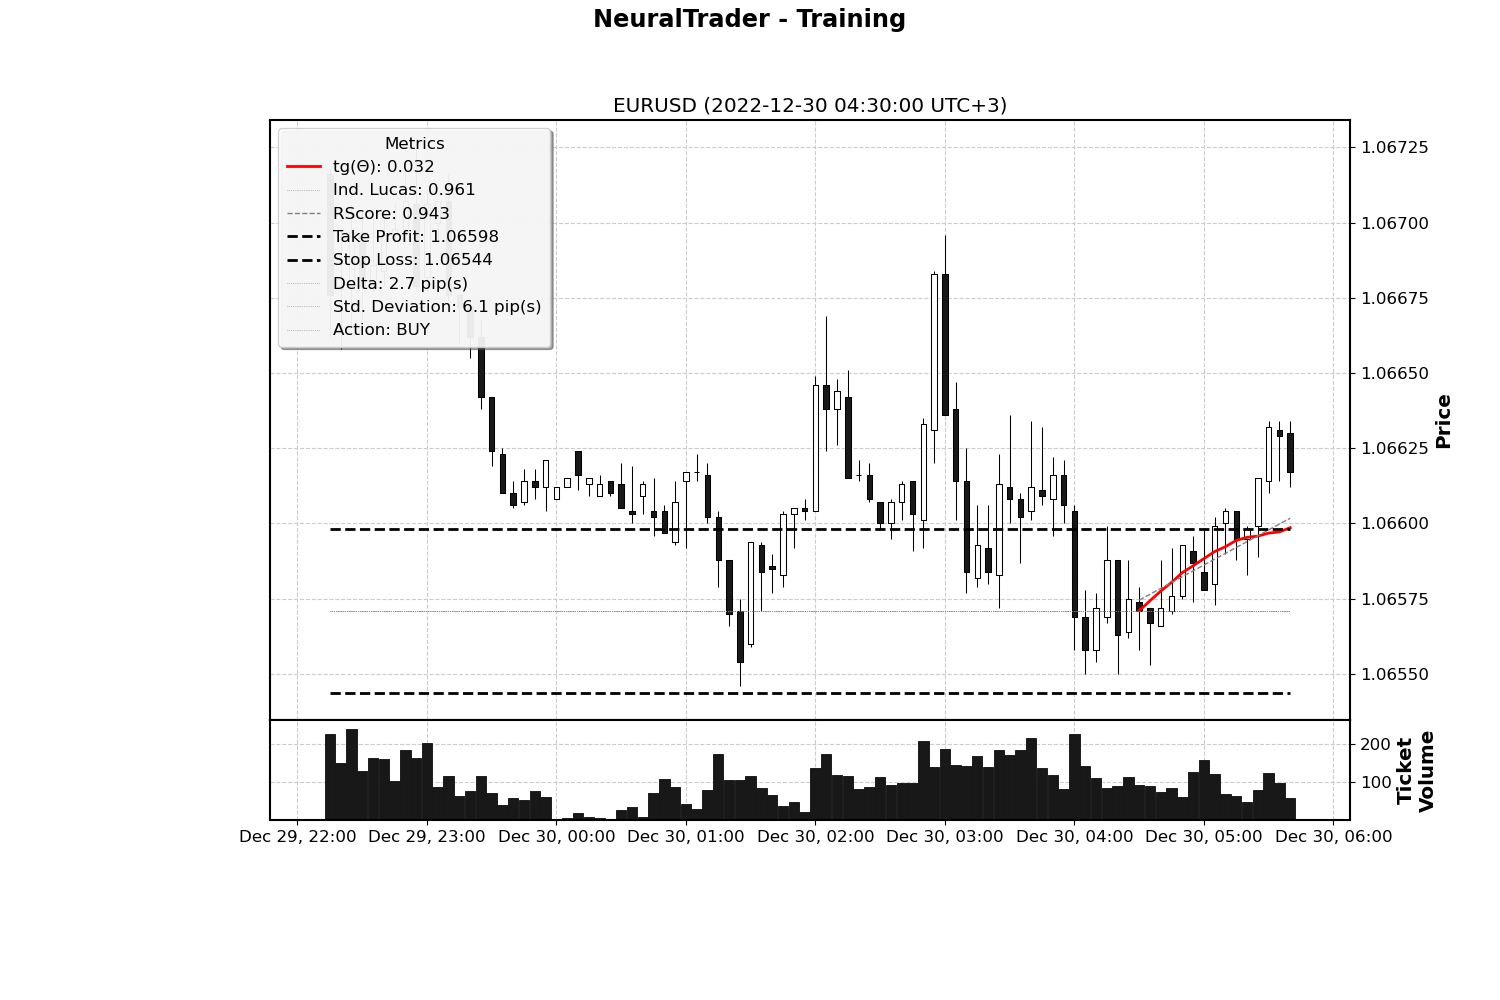 NeuralTrader - Training
EURUSD (2022-12-30 04:30:00 UTC+3)
Metrics
tg(Θ): 0.032
Ind. Lucas: 0.961
RScore: 0.943
Take Profit: 1.06598
Stop Loss: 1.06544
Delta: 2.7 pip(s)
Std. Deviation: 6.1 pip(s)
Action: BUY
1.06725
1.06700
1.06675
1.06650
1.06625
1.06600
1.06575
1.06550
Price
200
100
Ticket
Volume
Dec 29, 22:00 Dec 29, 23:00 Dec 30, 00:00 Dec 30, 01:00 Dec 30, 02:00 Dec 30, 03:00 Dec 30, 04:00 Dec 30, 05:00 Dec 30, 06:00